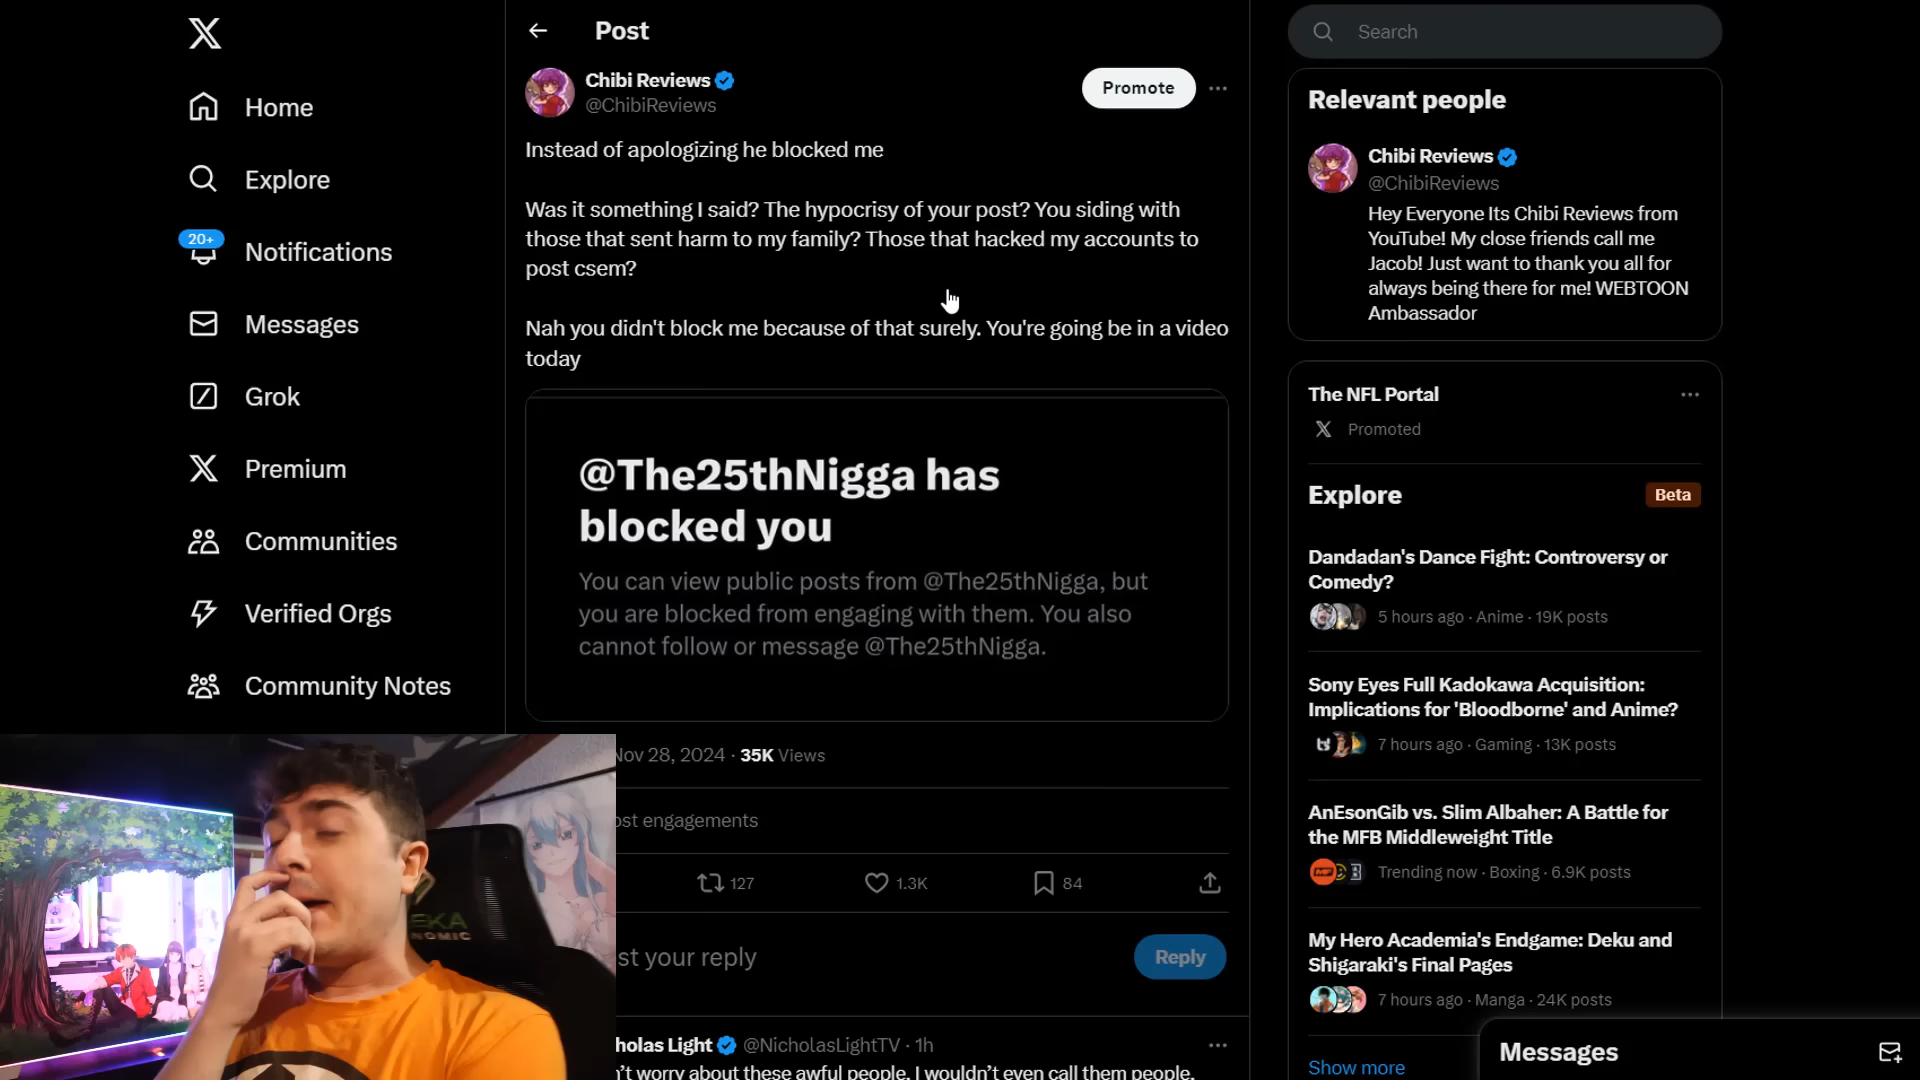 Post
Chibi Reviews
@ChibiReviews
Promote
Instead of apologizing he blocked me
Was it something I said? The hypocrisy of your post? You siding with
those that sent harm to my family? Those that hacked my accounts to
post csem?
Nah you didn't block me because of that surely. You're going be in a video
today
@The25thNigga has
blocked you
You can view public posts from @The25thNigga, but
you are blocked from engaging with them. You also
cannot follow or message @The25thNigga.
Nov 28, 2024 · 35K Views
ost engagements
127
1.3K
84
st your reply
Reply
holas Light @NicholasLightTV · 1h
n't worry about these awful people, I wouldn't even call them people.
Home
Explore
20+
Notifications
Messages
Grok
Premium
Communities
Verified Orgs
Community Notes
EKA
NOMIC
Search
Relevant people
Chibi Reviews
@ChibiReviews
Hey Everyone Its Chibi Reviews from
YouTube! My close friends call me
Jacob! Just want to thank you all for
always being there for me! WEBTOON
Ambassador
The NFL Portal
Promoted
Explore
Beta
Dandadan's Dance Fight: Controversy or
Comedy?
5 hours ago · Anime · 19K posts
Sony Eyes Full Kadokawa Acquisition:
Implications for 'Bloodborne' and Anime?
7 hours ago · Gaming · 13K posts
AnEsonGib vs. Slim Albaher: A Battle for
the MFB Middleweight Title
Trending now · Boxing · 6.9K posts
My Hero Academia's Endgame: Deku and
Shigaraki's Final Pages
7 hours ago · Manga · 24K posts
Show more
Messages